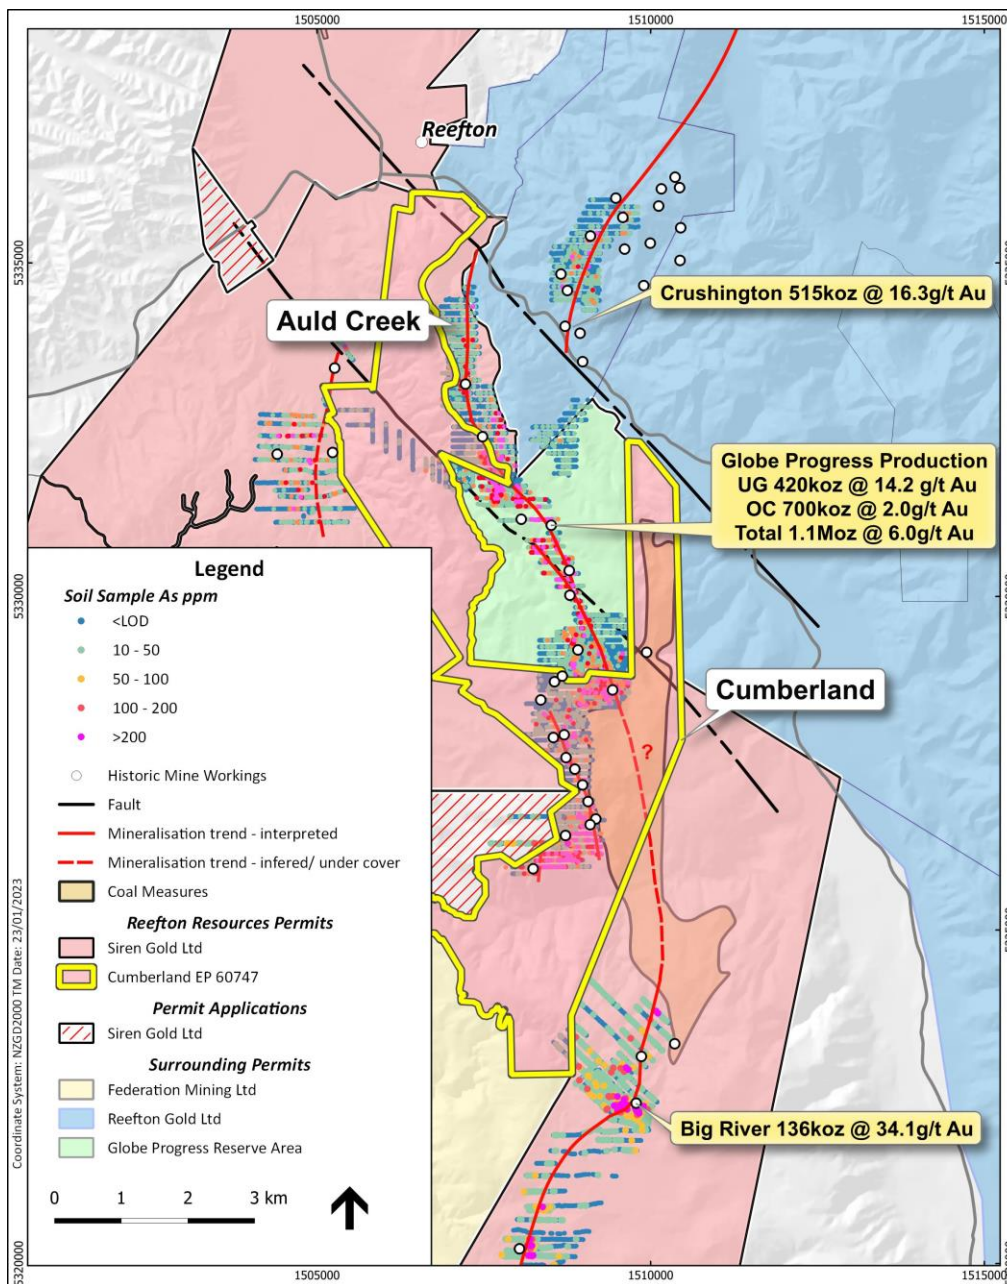 1505000
1510000
1515000
Reefton
5335000
5335000
Crushington 515koz @ 16.3g/t Au
Auld Creek
Globe Progress Production
UG 420koz @ 14.2 g/t Au
OC 700koz @ 2.0g/t Au
Total 1.1Moz @ 6.0g/t Au
5330000
5330000
Cumberland
?
Legend
Soil Sample As ppm
<LOD
10 - 50
50 - 100
100 - 200
>200
Historic Mine Workings
Fault
Mineralisation trend - interpreted
Mineralisation trend - infered/ under cover
Coal Measures
Reefton Resources Permits
Siren Gold Ltd
Cumberland EP 60747
Permit Applications
Siren Gold Ltd
Surrounding Permits
Federation Mining Ltd
Reefton Gold Ltd
Globe Progress Reserve Area
0 1 2 3 km
Coordinate System: NZGD2000 TM Date: 23/01/2023
Big River 136koz @ 34.1g/t Au
5320000
5320000
1505000
1510000
1515000